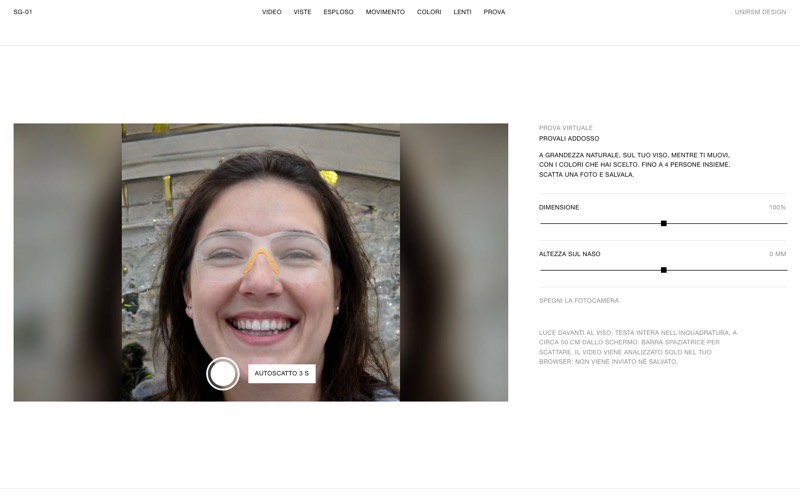 SG-01
VIDEO VISTE ESPLOSO MOVIMENTO COLORI LENTI PROVA
UNIRSM DESIGN
AUTOSCATTO 3 S
PROVA VIRTUALE
PROVALI ADDOSSO
A GRANDEZZA NATURALE, SUL TUO VISO, MENTRE TI MUOVI,
CON I COLORI CHE HAI SCELTO. FINO A 4 PERSONE INSIEME.
SCATTA UNA FOTO E SALVALA.
DIMENSIONE 100%
ALTEZZA SUL NASO 0 MM
SPEGNI LA FOTOCAMERA
LUCE DAVANTI AL VISO, TESTA INTERA NELL'INQUADRATURA, A
CIRCA 50 CM DALLO SCHERMO. BARRA SPAZIATRICE PER
SCATTARE. IL VIDEO VIENE ANALIZZATO SOLO NEL TUO
BROWSER: NON VIENE INVIATO NÉ SALVATO.